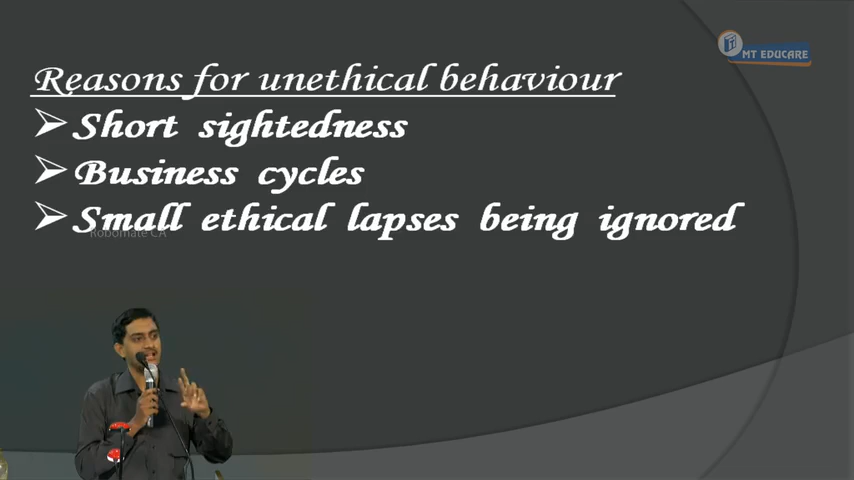 MT EDUCARE
Reasons for unethical behaviour
Short sightedness
Business cycles
Small ethical lapses being ignored
Robomate CA